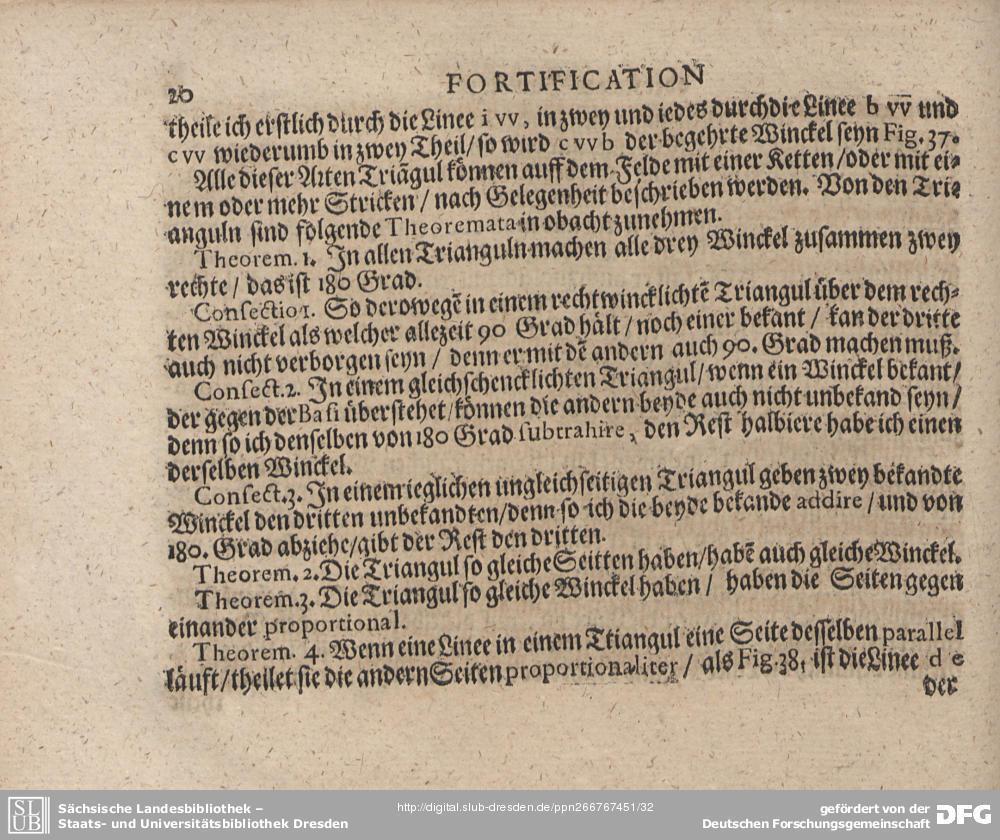 20
FORTIFICATION
theile ich erstlich durch die Linee i vv, in zwey und iedes durch die Linee b vv und
c vv wiederumb in zwey Theil/ so wird c vv b der begehrte Winckel seyn Fig. 37.
Alle dieser Arten Triāgul können auff dem Felde mit einer Ketten/oder mit ei-
nem oder mehr Stricken/ nach Gelegenheit beschrieben werden. Von den Tri-
anguln sind folgende Theoremata in obacht zunehmen.
Theorem. 1. In allen Trianguln machen alle drey Winckel zusammen zwey
rechte/ das ist 180 Grad.
Consectio 1. So derowegē in einem rechtwincklichtē Triangul über dem rech-
ten Winckel als welcher allezeit 90 Grad hält/ noch einer bekant/ kan der dritte
auch nicht verborgen seyn/ denn er mit dē andern auch 90. Grad machen muß.
Consect. 2. In einem gleichschencklichten Triangul/wenn ein Winckel bekant/
der gegen der Basi überstehet/können die andern beyde auch nicht unbekand seyn/
denn so ich denselben von 180 Grad subtrahire, den Rest halbiere habe ich einen
derselben Winckel.
Consect. 3. In einem ieglichen ungleichseitigen Triangul geben zwey bekandte
Winckel den dritten unbekandten/denn so ich die beyde bekande addire/ und von
180. Grad abziehe/gibt der Rest den dritten.
Theorem. 2. Die Triangul so gleiche Seitten haben/habē auch gleiche Winckel.
Theorem. 3. Die Triangul so gleiche Winckel haben/ haben die Seiten gegen
einander proportional.
Theorem. 4. Wenn eine Linee in einem Ttiangul eine Seite desselben parallel
läufft/theilet sie die andern Seiten proportionaliter/ als Fig. 38, ist die Linee d e
der
SLUB
Sächsische Landesbibliothek –
Staats- und Universitätsbibliothek Dresden
http://digital.slub-dresden.de/ppn266767451/32
gefördert von der
Deutschen Forschungsgemeinschaft
DFG